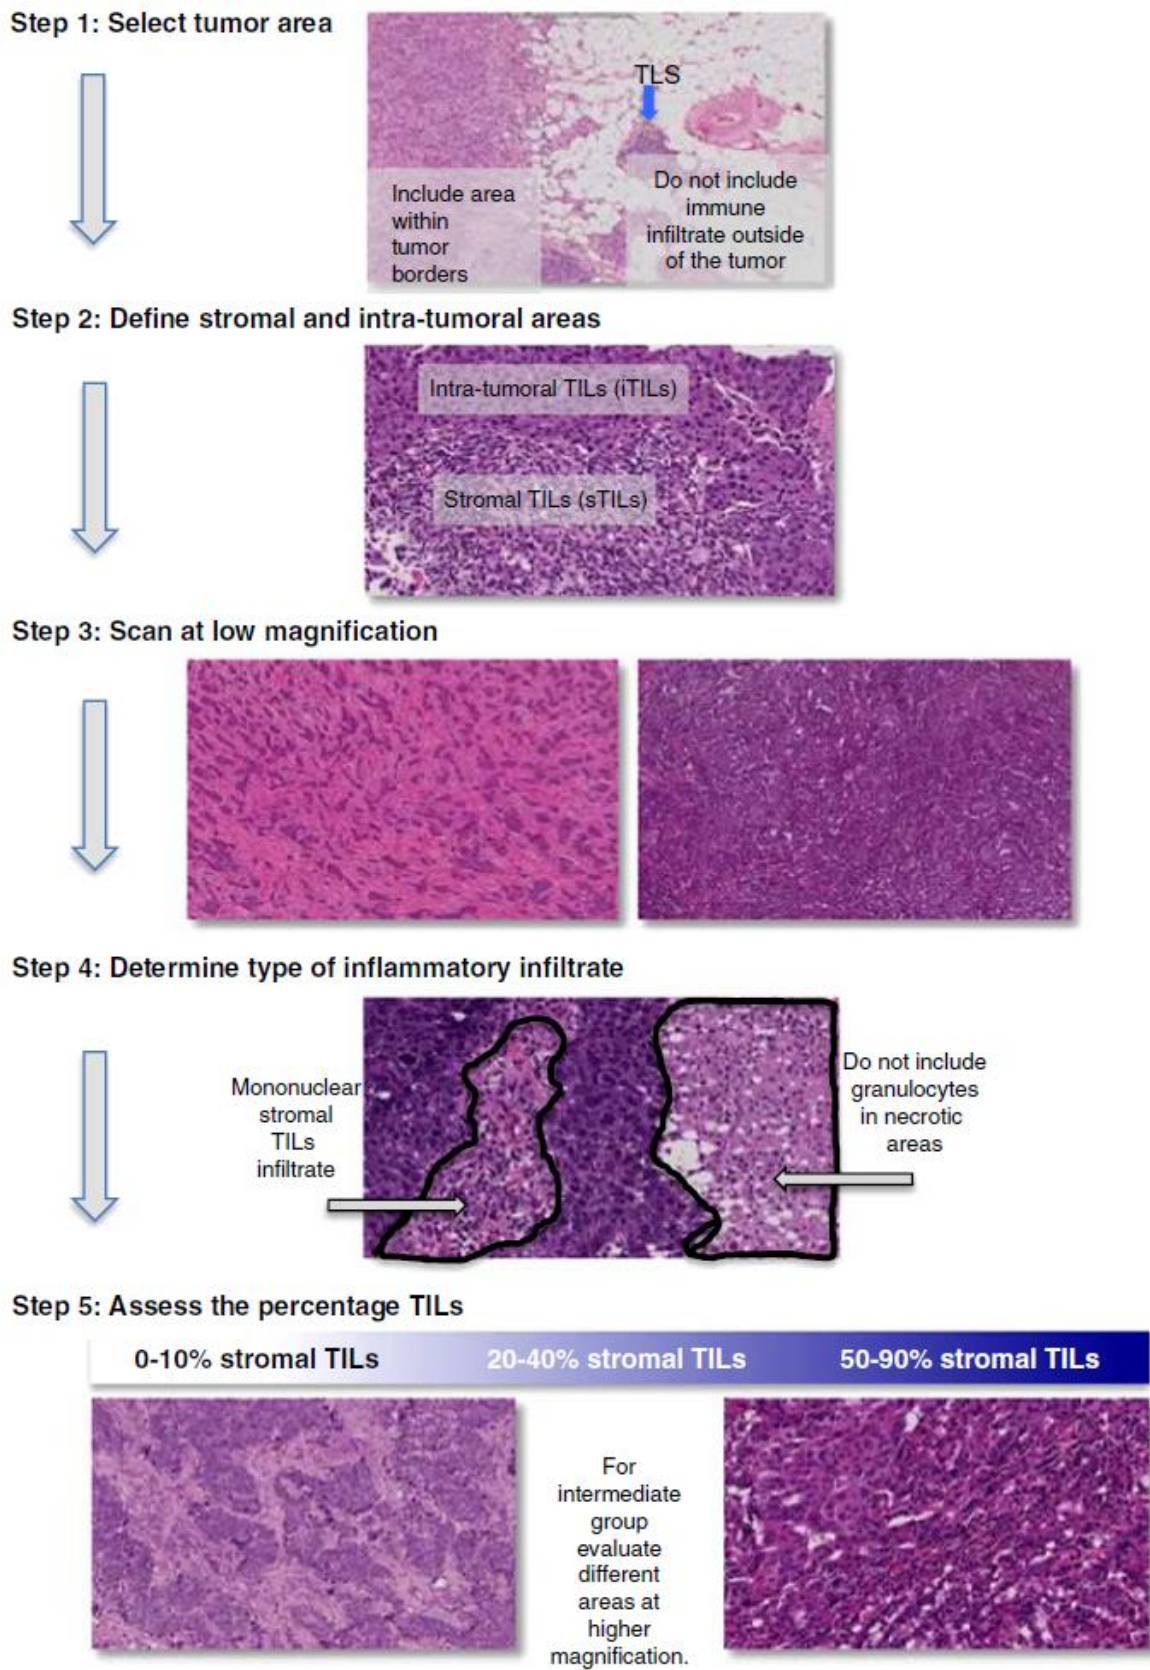 Step 1: Select tumor area
TLS
Include area
within
tumor
borders
Do not include
immune
infiltrate outside
of the tumor
Step 2: Define stromal and intra-tumoral areas
Intra-tumoral TILs (iTILs)
Stromal TILs (sTILs)
Step 3: Scan at low magnification
Step 4: Determine type of inflammatory infiltrate
Mononuclear
stromal
TILs
infiltrate
Do not include
granulocytes
in necrotic
areas
Step 5: Assess the percentage TILs
0-10% stromal TILs
20-40% stromal TILs
50-90% stromal TILs
For
intermediate
group
evaluate
different
areas at
higher
magnification.